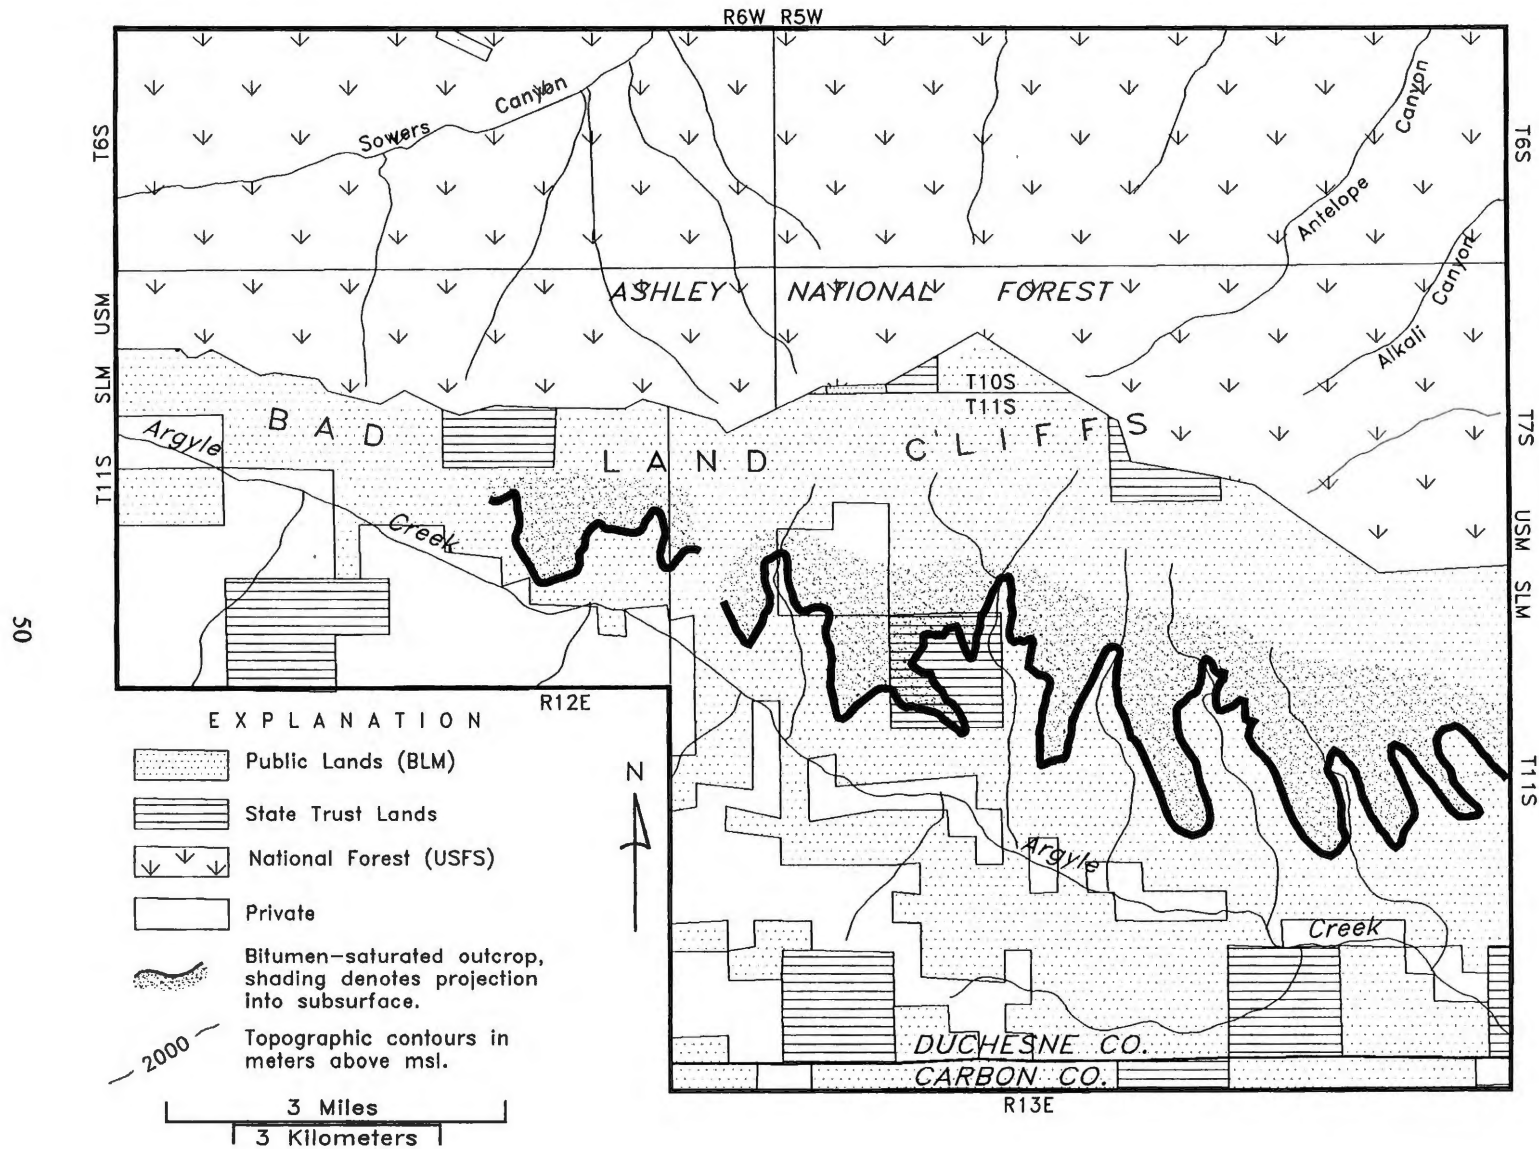 R6W R5W
T6S
T6S
Sowers Canyon
Antelope Canyon
Alkali Canyon
ASHLEY NATIONAL FOREST
USM
SLM
T10S
T11S
BAD LAND CLIFFS
T7S
T11S
Argyle
Creek
USM
SLM
50
R12E
EXPLANATION
Public Lands (BLM)
State Trust Lands
National Forest (USFS)
Private
Bitumen-saturated outcrop,
shading denotes projection
into subsurface.
2000
Topographic contours in
meters above msl.
3 Miles
3 Kilometers
N
T11S
Argyle
Creek
DUCHESNE CO.
CARBON CO.
R13E